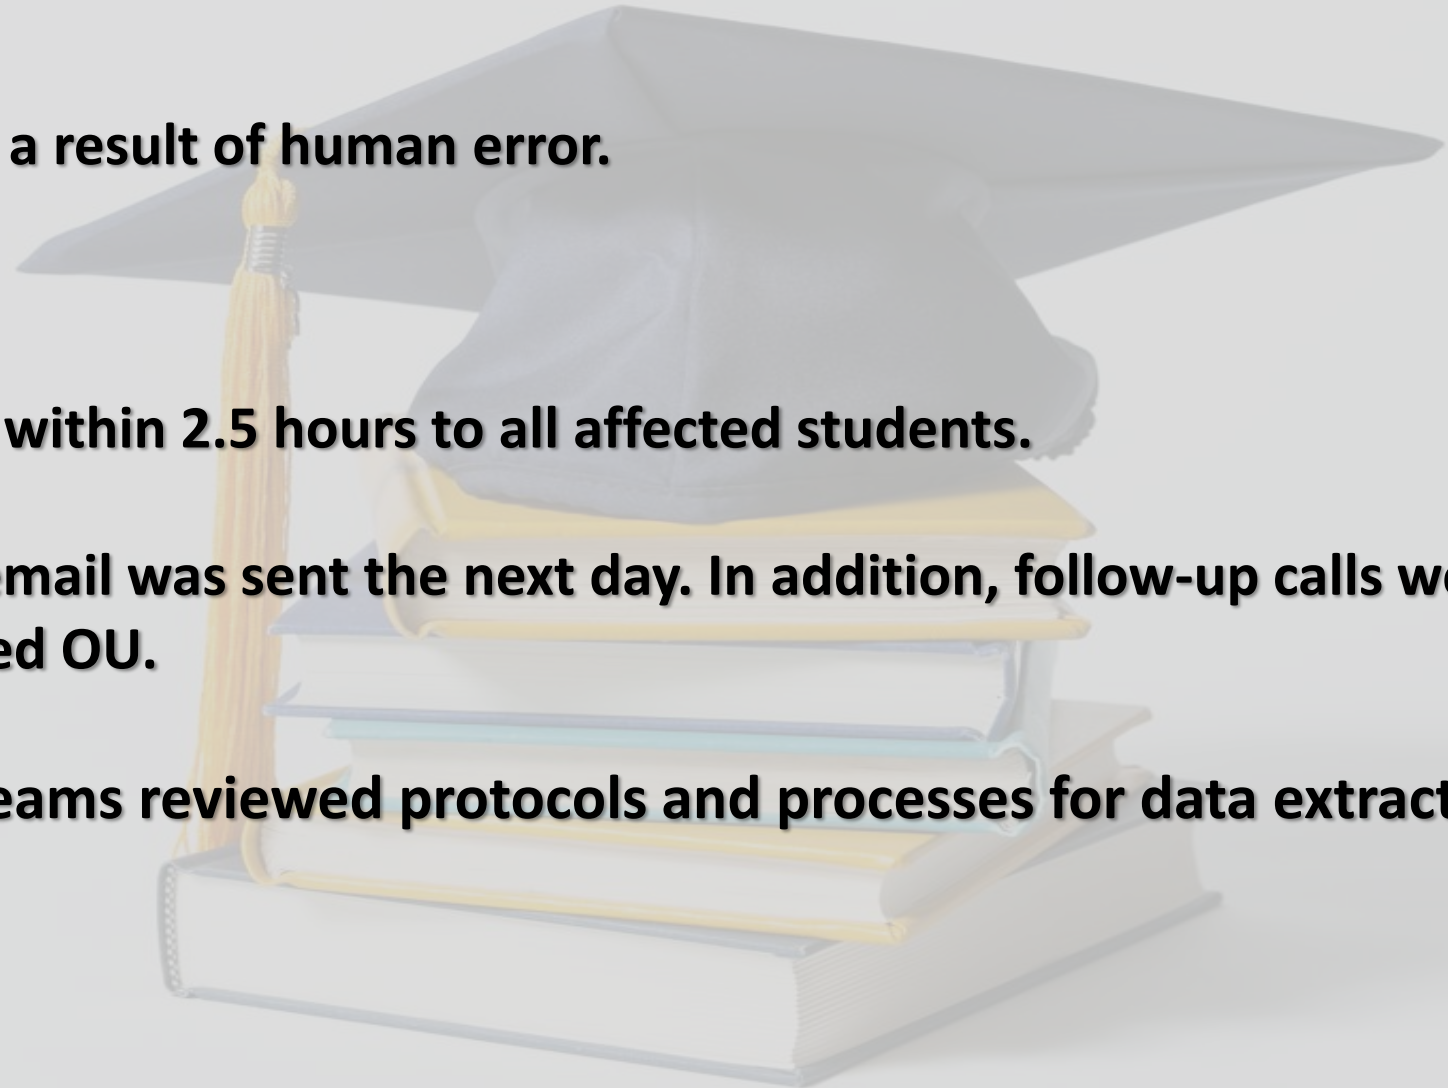 a result of human error.
within 2.5 hours to all affected students.
email was sent the next day. In addition, follow-up calls we
ed OU.
eams reviewed protocols and processes for data extract